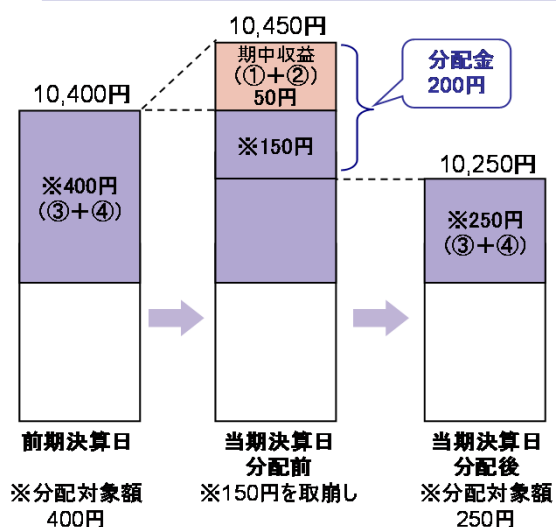 10,450円
期中収益
(①+②)
50円
分配金
200円
10,400円
※150円
※400円
(③+④)
10,250円
※250円
(③+④)
前期決算日
※分配対象額
400円
当期決算日
分配前
※150円を取崩し
当期決算日
分配後
※分配対象額
250円